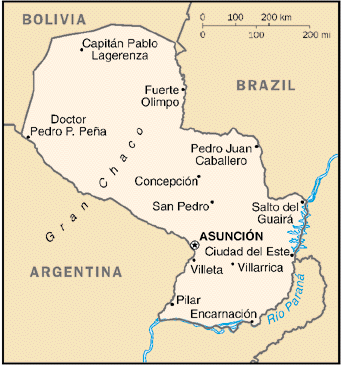 BOLIVIA
0 100 200 km
0 100 200 mi
Capitán Pablo
Lagerenza
Fuerte
Olimpo
BRAZIL
Doctor
Pedro P. Peña
Gran Chaco
Pedro Juan
Caballero
Concepción
San Pedro
Salto del
Guairá
ASUNCIÓN
Ciudad del Este
Villeta
Villarrica
ARGENTINA
Pilar
Encarnación
Río Paraná